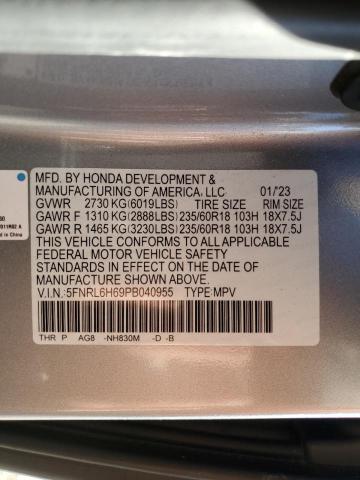 MFD. BY HONDA DEVELOPMENT &
MANUFACTURING OF AMERICA, LLC 01/'23
GVWR 2730 KG(6019LBS) TIRE SIZE RIM SIZE
GAWR F 1310 KG(2888LBS) 235/60R18 103H 18X7.5J
GAWR R 1465 KG(3230LBS) 235/60R18 103H 18X7.5J
THIS VEHICLE CONFORMS TO ALL APPLICABLE
FEDERAL MOTOR VEHICLE SAFETY
STANDARDS IN EFFECT ON THE DATE OF
MANUFACTURE SHOWN ABOVE.
V.I.N.:5FNRL6H69PB040955 TYPE:MPV
THR P AG8 -NH830M -D -B
in China